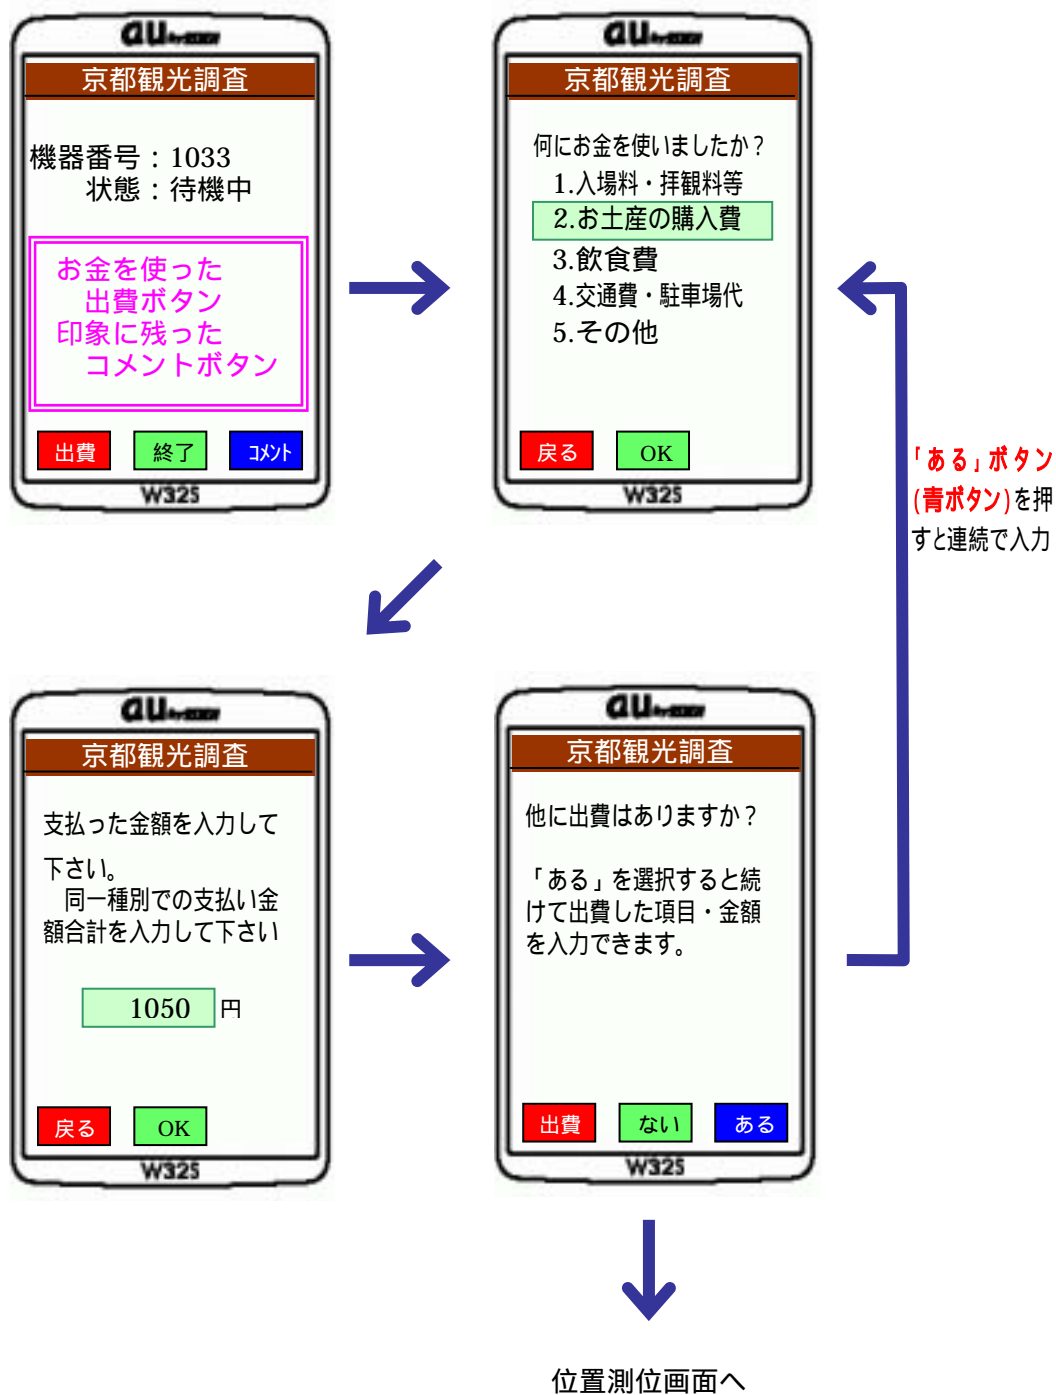 au
京都観光調査
機器番号：1033
状態：待機中
お金を使った
出費ボタン
印象に残った
コメントボタン
出費 終了 コメント
W32S
au
京都観光調査
何にお金を使いましたか？
1.入場料・拝観料等
2.お土産の購入費
3.飲食費
4.交通費・駐車場代
5.その他
戻る OK
W32S
「ある」ボタン
(青ボタン)を押
すと連続で入力
au
京都観光調査
支払った金額を入力して
下さい。
同一種別での支払い金
額合計を入力して下さい
1050 円
戻る OK
W32S
au
京都観光調査
他に出費はありますか？
「ある」を選択すると続
けて出費した項目・金額
を入力できます。
出費 ない ある
W32S
位置測位画面へ